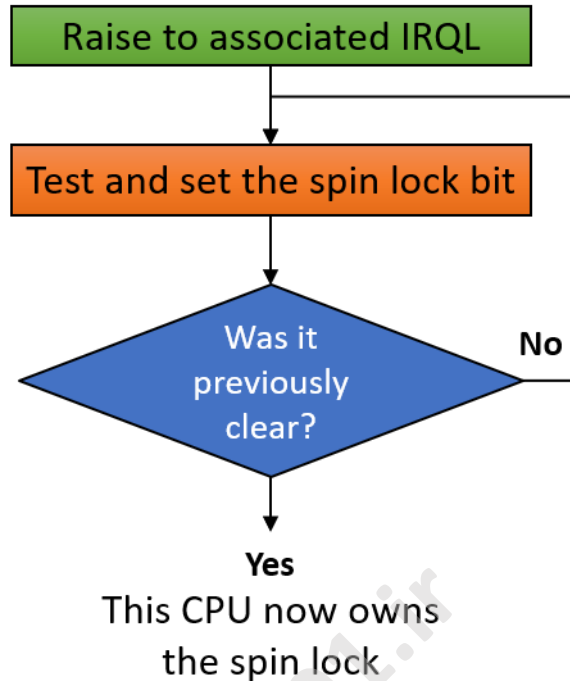 Raise to associated IRQL
Test and set the spin lock bit
Was it
previously
clear?
No
Yes
This CPU now owns
the spin lock